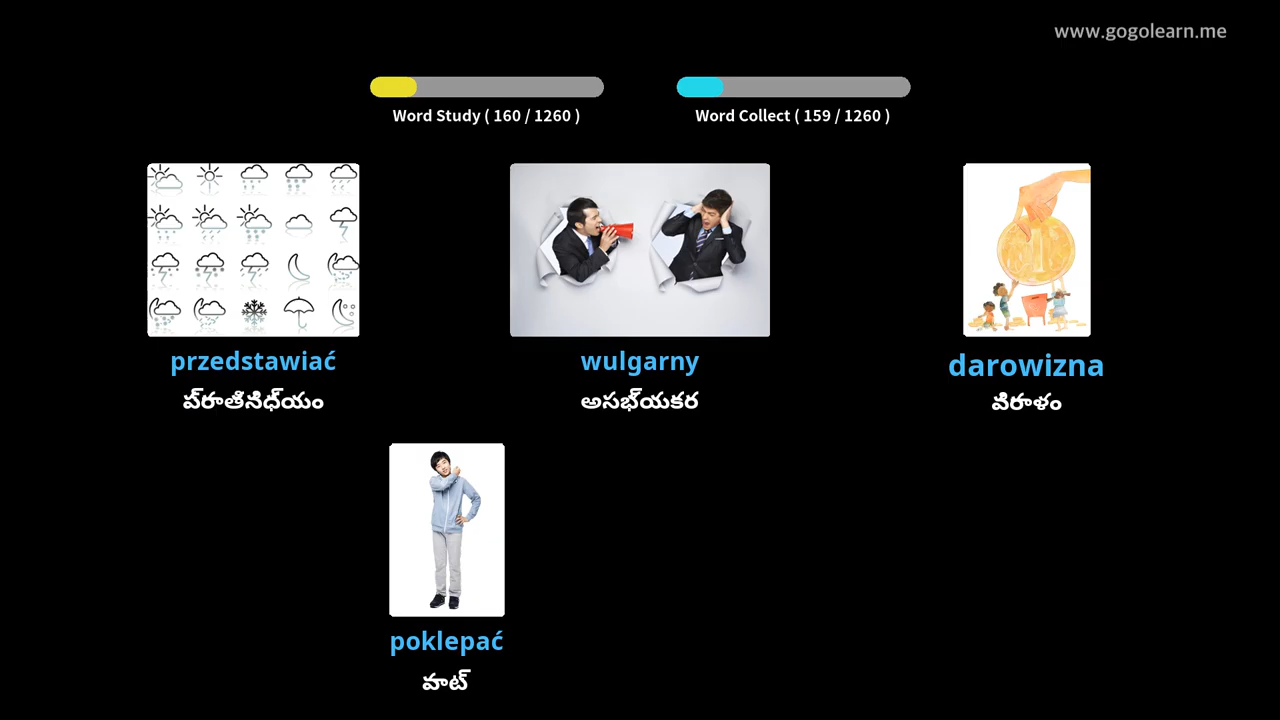 www.gogolearn.me
Word Study ( 160 / 1260 )
Word Collect ( 159 / 1260 )
przedstawiać
wulgarny
darowizna
ప్రాతినిధ్యం
అసభ్యకర
విరాళం
poklepać
పాట్